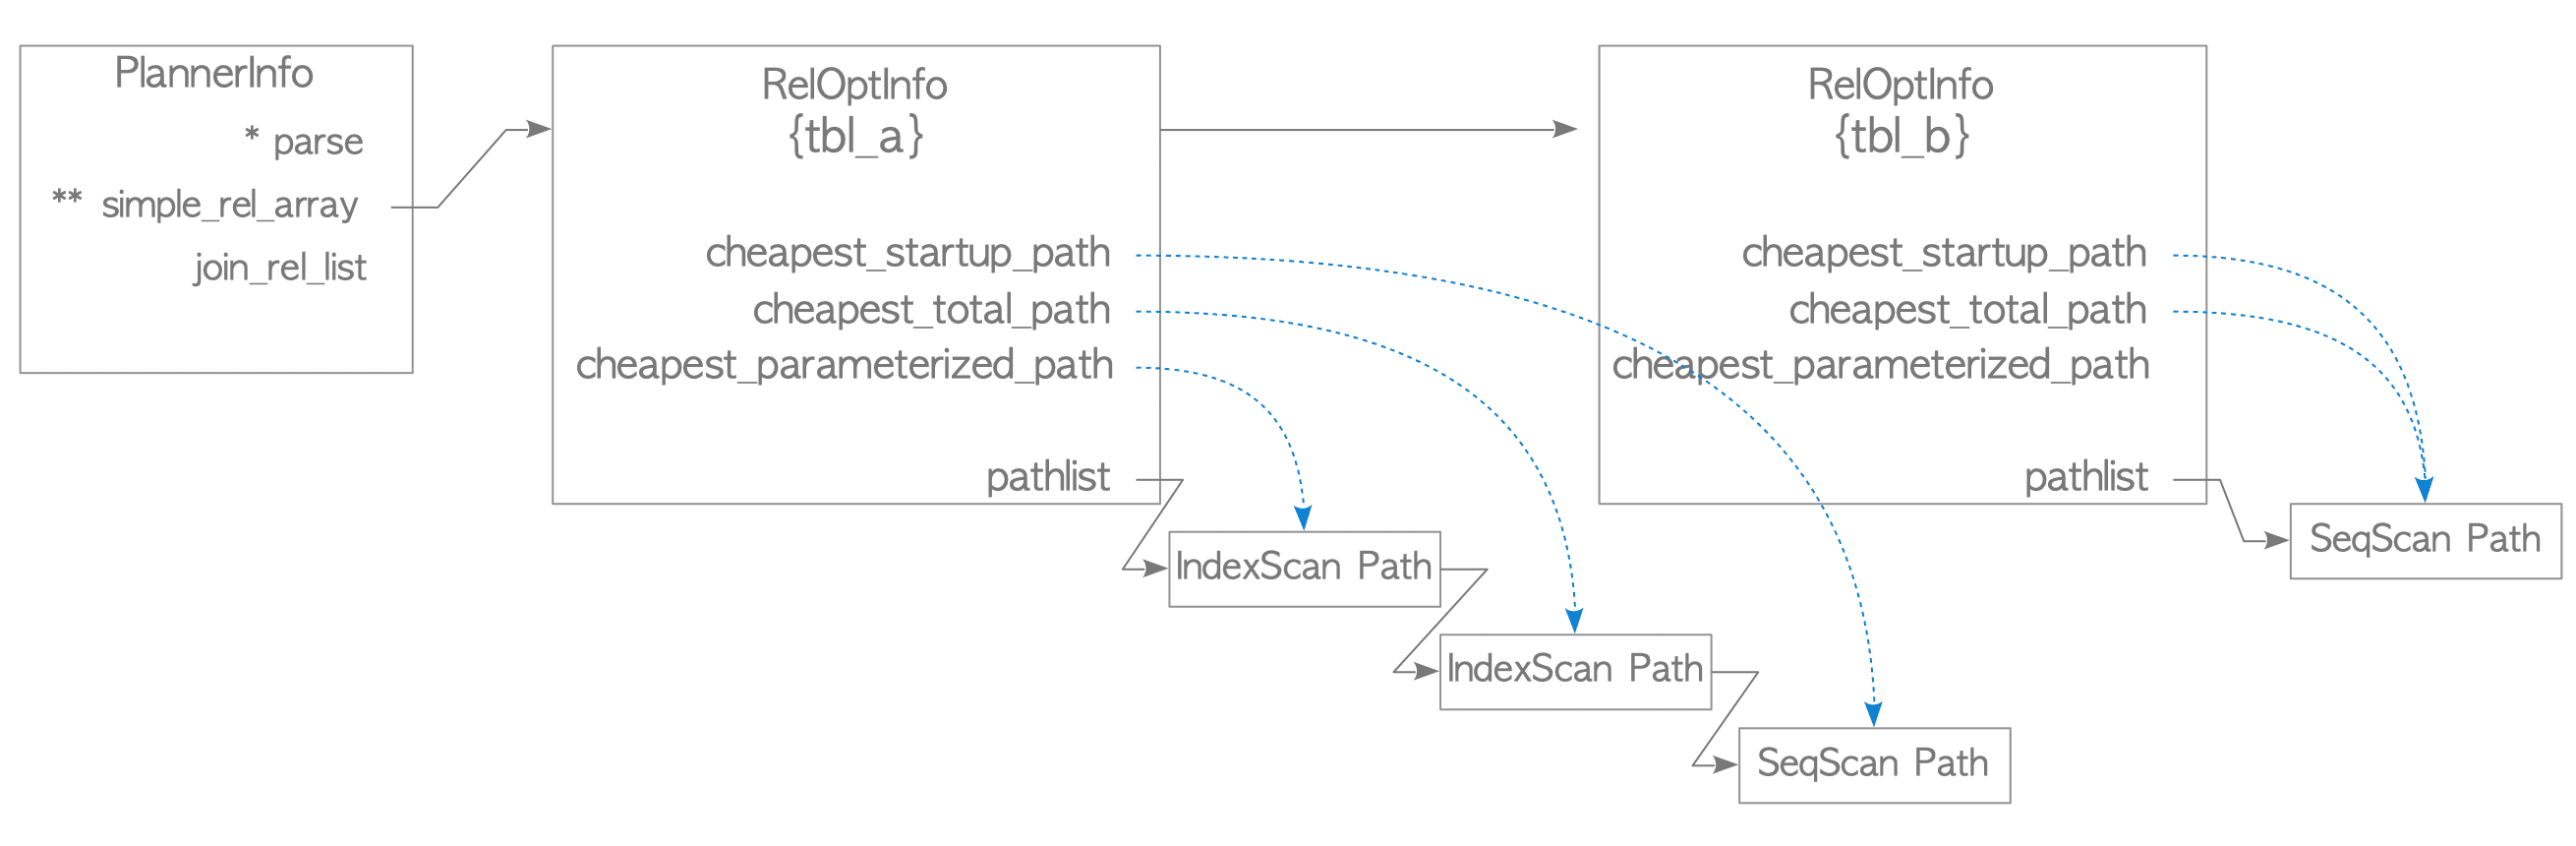 PlannerInfo
* parse
** simple_rel_array
join_rel_list
RelOptInfo
{tbl_a}
cheapest_startup_path
cheapest_total_path
cheapest_parameterized_path
pathlist
IndexScan Path
IndexScan Path
SeqScan Path
RelOptInfo
{tbl_b}
cheapest_startup_path
cheapest_total_path
cheapest_parameterized_path
pathlist
SeqScan Path